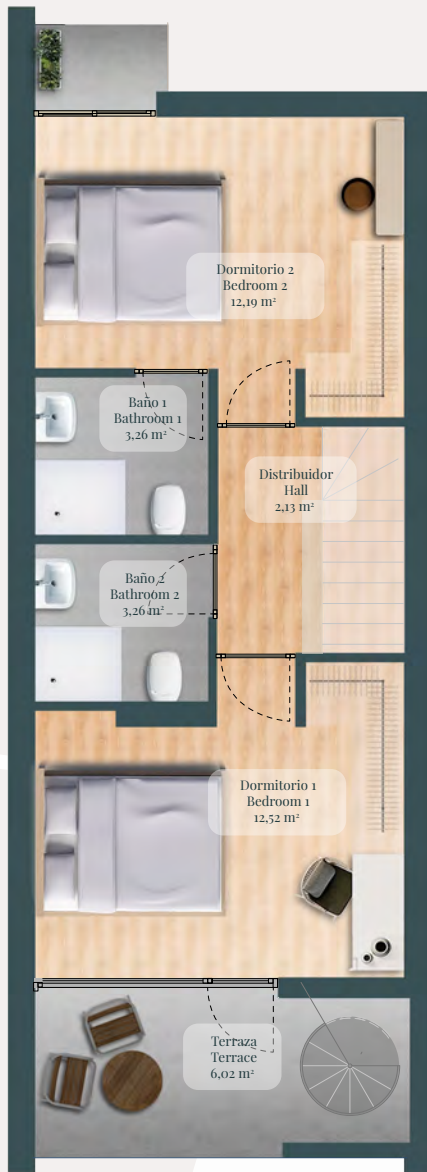 Dormitorio 2
Bedroom 2
12,19 m²
Baño 1
Bathroom 1
3,26 m²
Distribuidor
Hall
2,13 m²
Baño 2
Bathroom 2
3,26 m²
Dormitorio 1
Bedroom 1
12,52 m²
Terraza
Terrace
6,02 m²